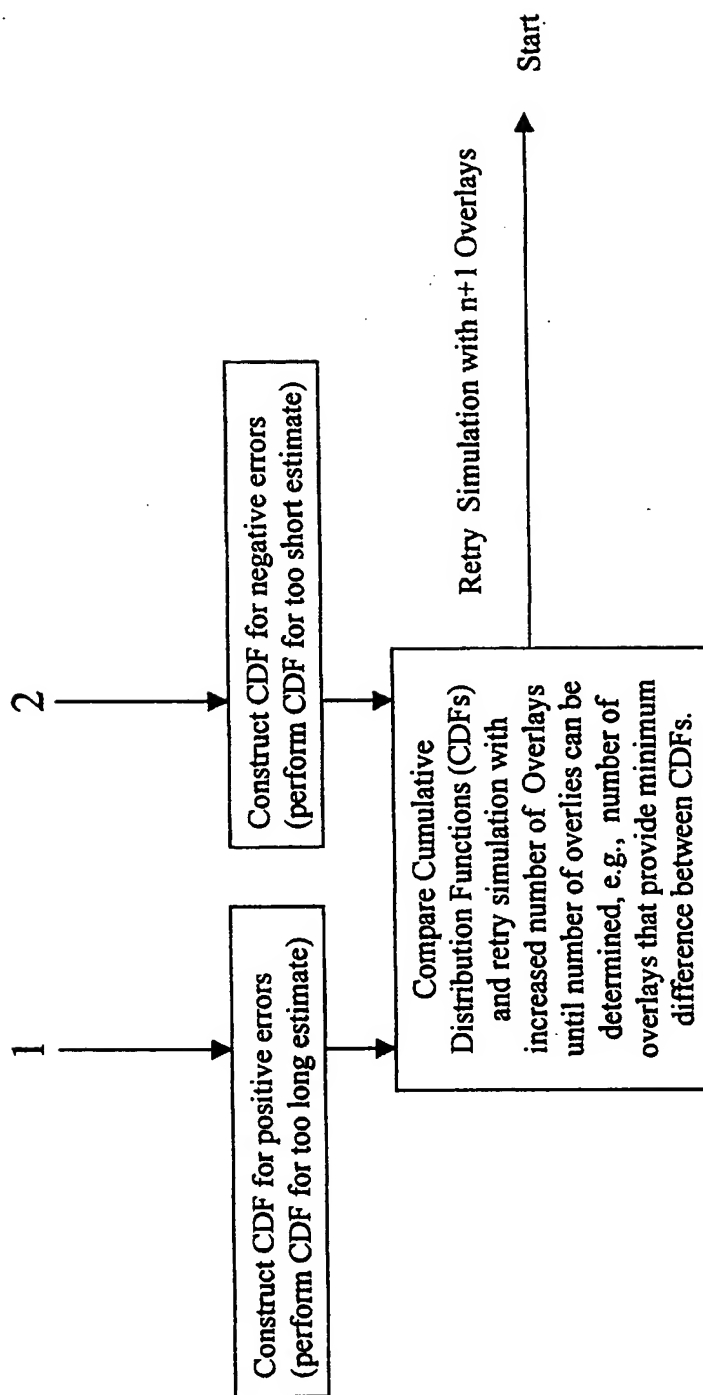 1
2
Construct CDF for positive errors
(perform CDF for too long estimate)
Construct CDF for negative errors
(perform CDF for too short estimate)
Compare Cumulative
Distribution Functions (CDFs)
and retry simulation with
increased number of Overlays
until number of overlies can be
determined, e.g., number of
overlays that provide minimum
difference between CDFs.
Retry Simulation with n+1 Overlays
Start